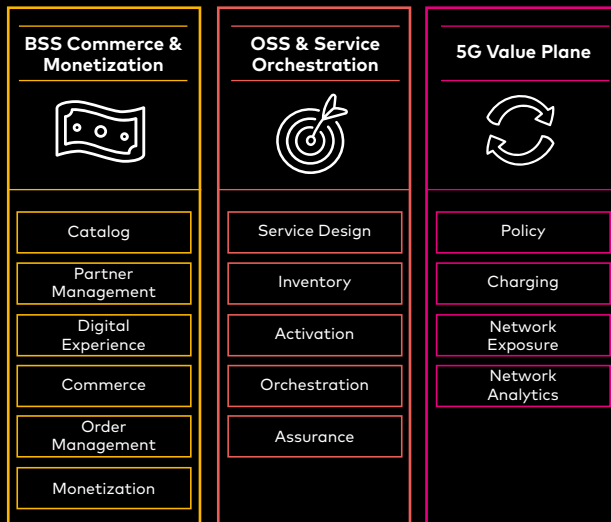 BSS Commerce &
Monetization
Catalog
Partner
Management
Digital
Experience
Commerce
Order
Management
Monetization
OSS & Service
Orchestration
Service Design
Inventory
Activation
Orchestration
Assurance
5G Value Plane
Policy
Charging
Network
Exposure
Network
Analytics